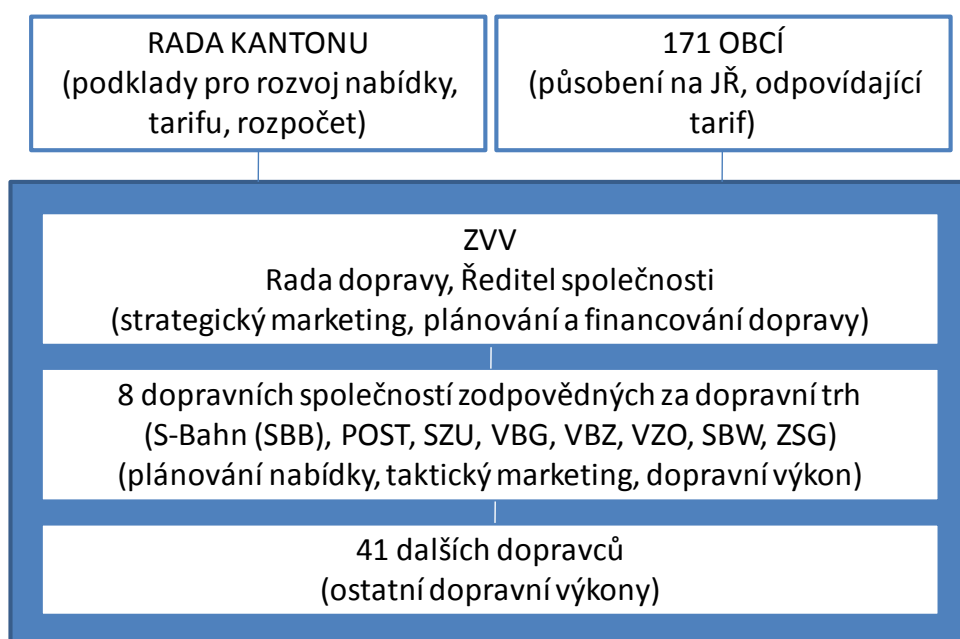 RADA KANTONU
(podklady pro rozvoj nabídky,
tarifu, rozpočet)
171 OBCÍ
(působení na JŘ, odpovídající
tarif)
ZVV
Rada dopravy, Ředitel společnosti
(strategický marketing, plánování a financování dopravy)
8 dopravních společností zodpovědných za dopravní trh
(S-Bahn (SBB), POST, SZU, VBG, VBZ, VZO, SBW, ZSG)
(plánování nabídky, taktický marketing, dopravní výkon)
41 dalších dopravců
(ostatní dopravní výkony)